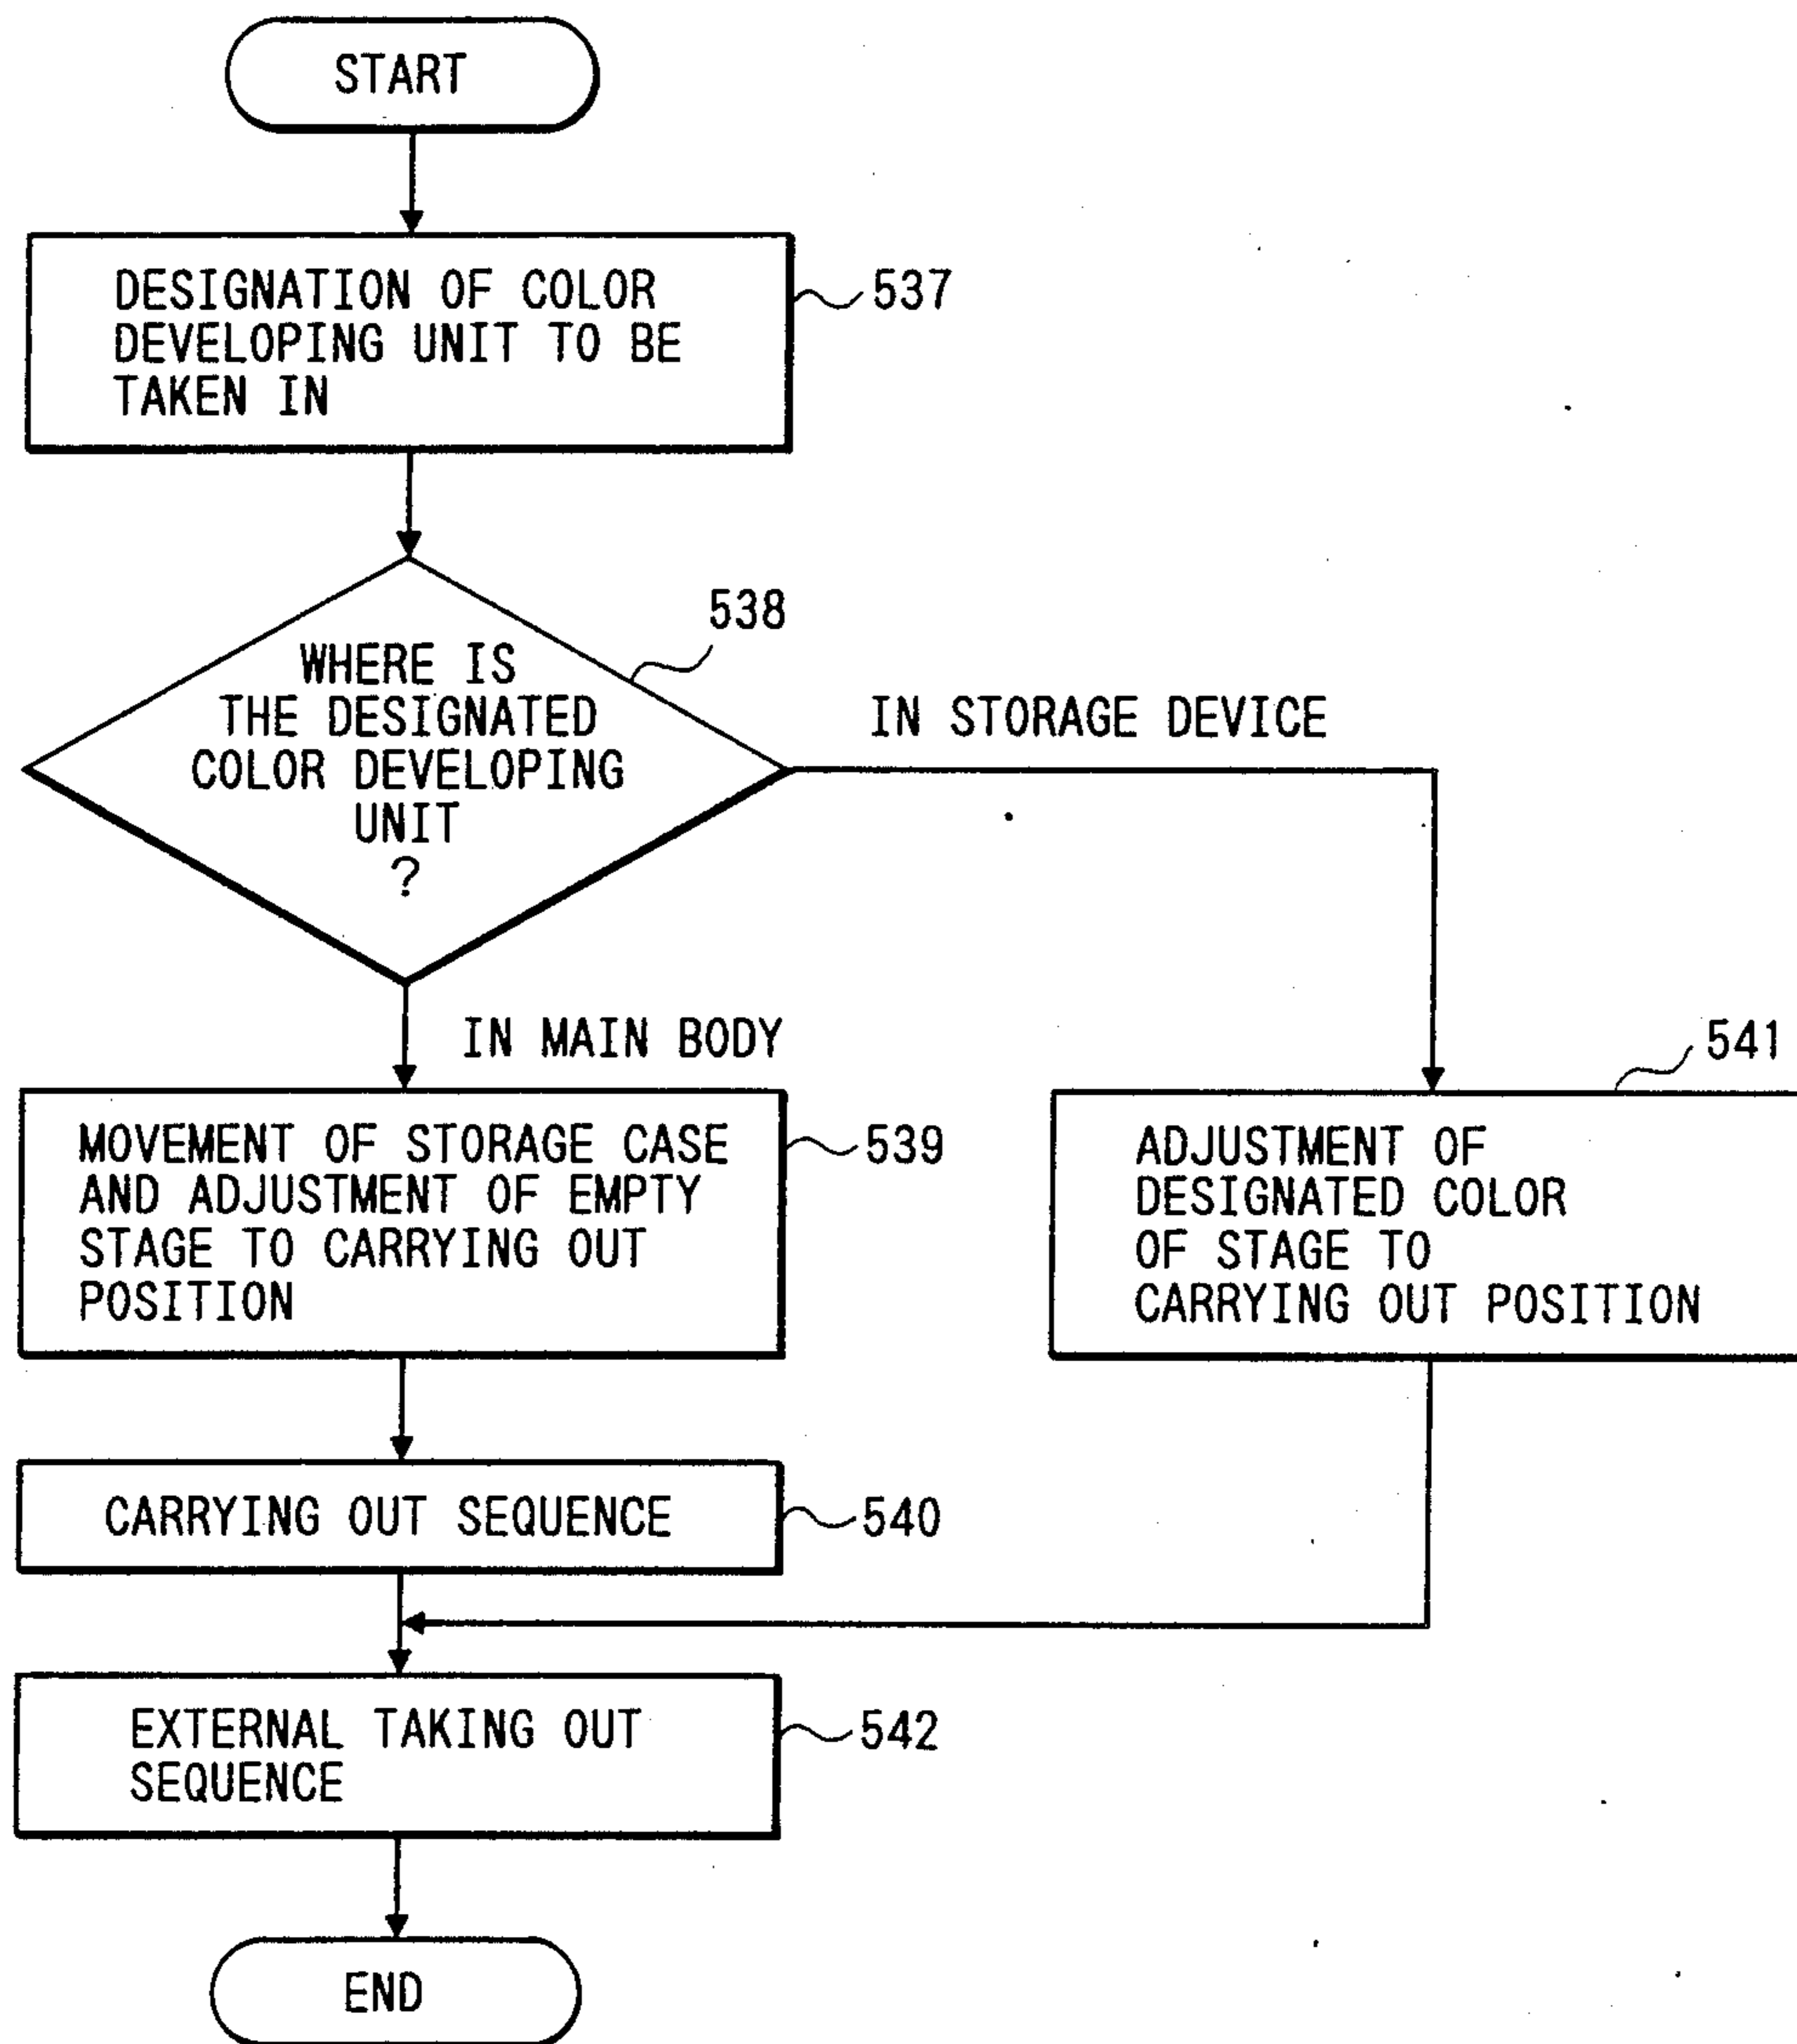 START
DESIGNATION OF COLOR
DEVELOPING UNIT TO BE
TAKEN IN
537
538
WHERE IS
THE DESIGNATED
COLOR DEVELOPING
UNIT
?
IN STORAGE DEVICE
IN MAIN BODY
MOVEMENT OF STORAGE CASE
AND ADJUSTMENT OF EMPTY
STAGE TO CARRYING OUT
POSITION
539
541
ADJUSTMENT OF
DESIGNATED COLOR
OF STAGE TO
CARRYING OUT POSITION
CARRYING OUT SEQUENCE
540
EXTERNAL TAKING OUT
SEQUENCE
542
END